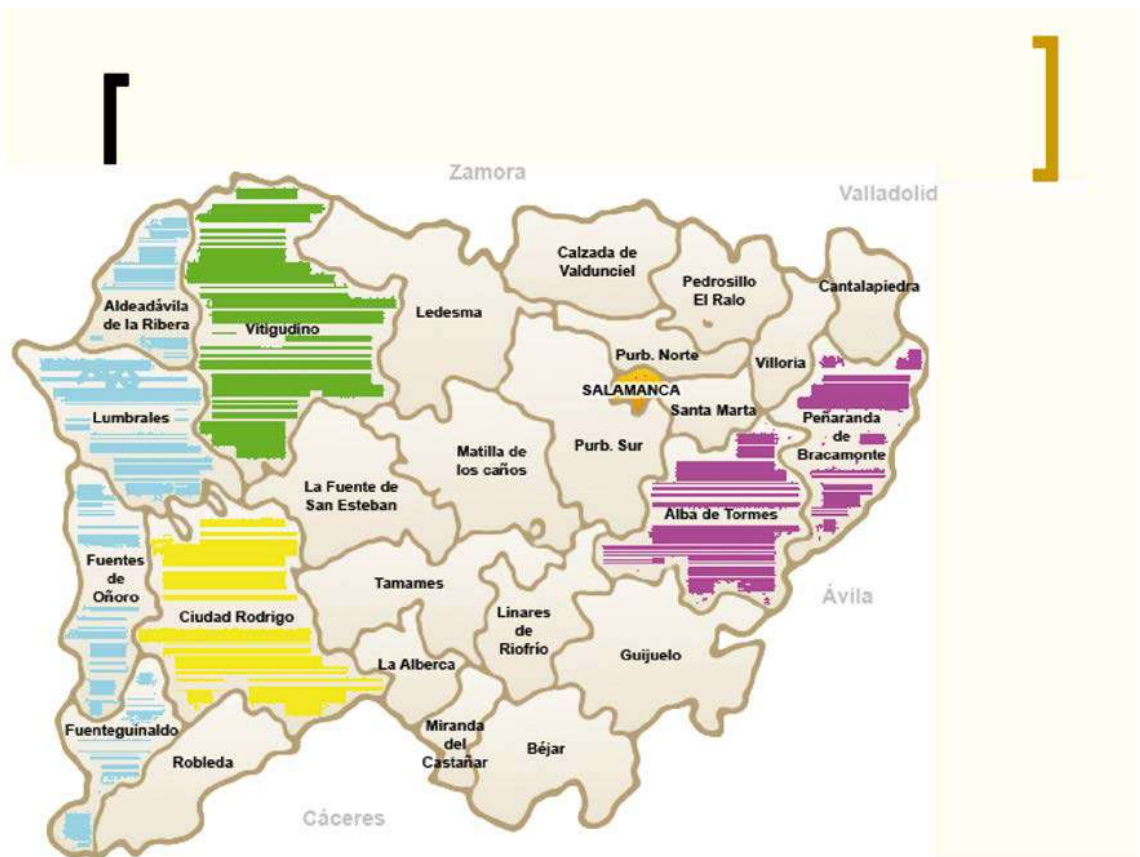 Zamora
Valladolid
Calzada de
Valdunciel
Pedrosillo
El Ralo
Cantalapiedra
Aldeadávila
de la Ribera
Vitigudino
Ledesma
Purb. Norte
Villoria
SALAMANCA
Santa Marta
Lumbrales
Peñaranda
de
Bracamonte
Matilla de
los caños
Purb. Sur
La Fuente de
San Esteban
Alba de Tormes
Fuentes
de
Oñoro
Tamames
Ávila
Ciudad Rodrigo
Linares
de
Riofrío
Guijuelo
La Alberca
Fuenteguinaldo
Robleda
Miranda
del
Castañar
Béjar
Cáceres